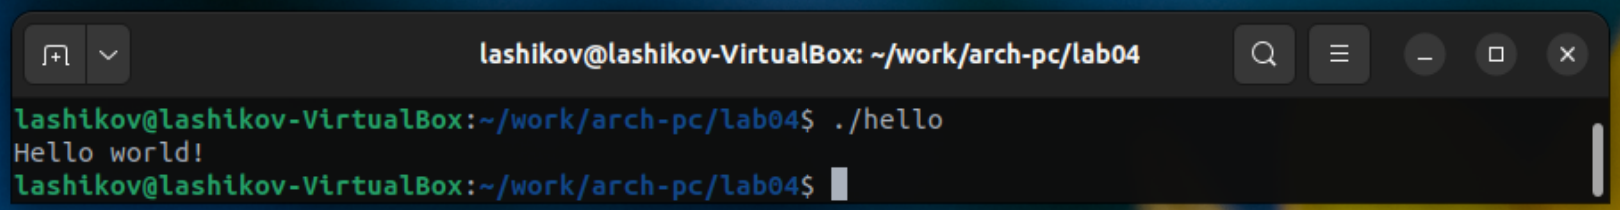 lashikov@lashikov-VirtualBox: ~/work/arch-pc/lab04
lashikov@lashikov-VirtualBox:~/work/arch-pc/lab04$ ./hello
Hello world!
lashikov@lashikov-VirtualBox:~/work/arch-pc/lab04$